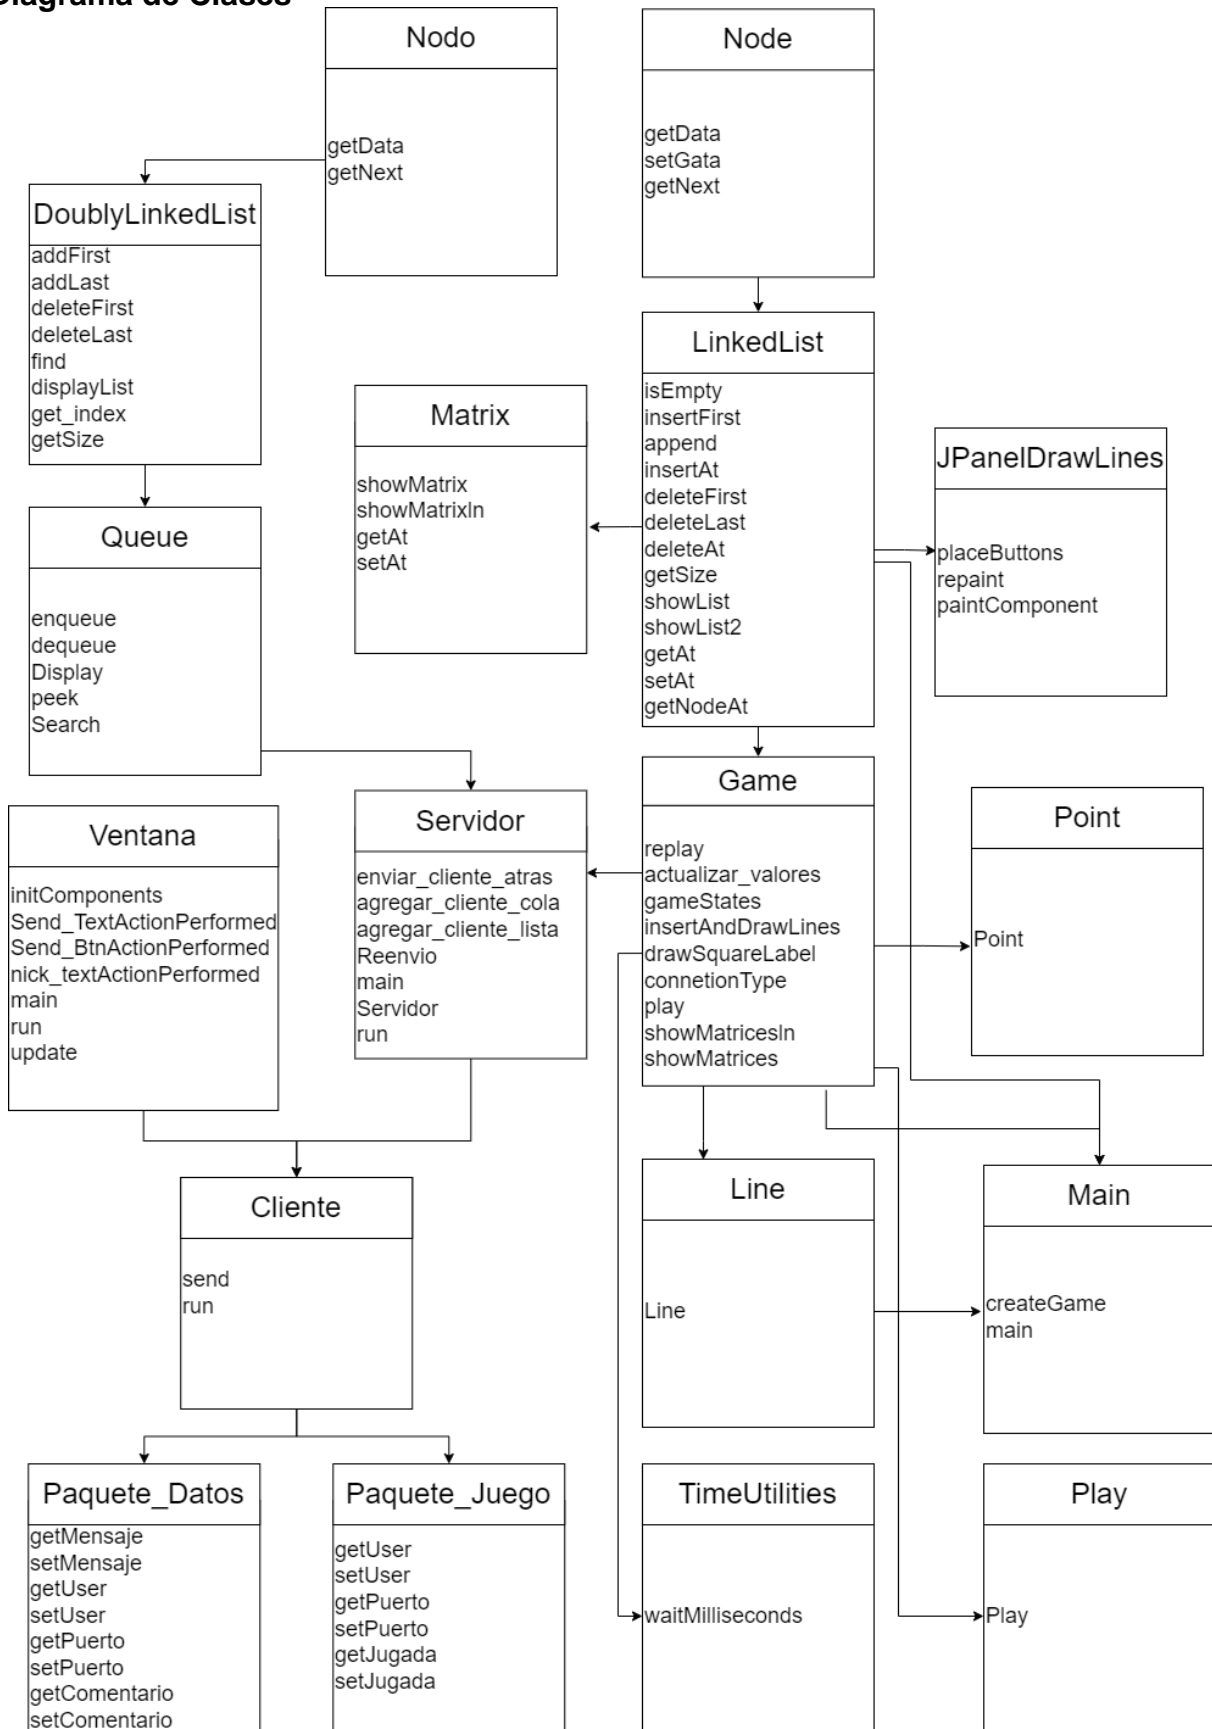 Diagrama de Clases
Nodo
getData
getNext
Node
getData
setGata
getNext
DoublyLinkedList
addFirst
addLast
deleteFirst
deleteLast
find
displayList
get_index
getSize
LinkedList
isEmpty
insertFirst
append
insertAt
deleteFirst
deleteLast
deleteAt
getSize
showList
showList2
getAt
setAt
getNodeAt
Matrix
showMatrix
showMatrixIn
getAt
setAt
JPanelDrawLines
placeButtons
repaint
paintComponent
Queue
enqueue
dequeue
Display
peek
Search
Game
replay
actualizar_valores
gameStates
insertAndDrawLines
drawSquareLabel
connetionType
play
showMatricesIn
showMatrices
Ventana
initComponents
Send_TextActionPerformed
Send_BtnActionPerformed
nick_textActionPerformed
main
run
update
Servidor
enviar_cliente_atras
agregar_cliente_cola
agregar_cliente_lista
Reenvio
main
Servidor
run
Point
Point
Cliente
send
run
Line
Line
Main
createGame
main
Paquete_Datos
getMensaje
setMensaje
getUser
setUser
getPuerto
setPuerto
getComentario
setComentario
Paquete_Juego
getUser
setUser
getPuerto
setPuerto
getJugada
setJugada
TimeUtilities
waitMilliseconds
Play
Play